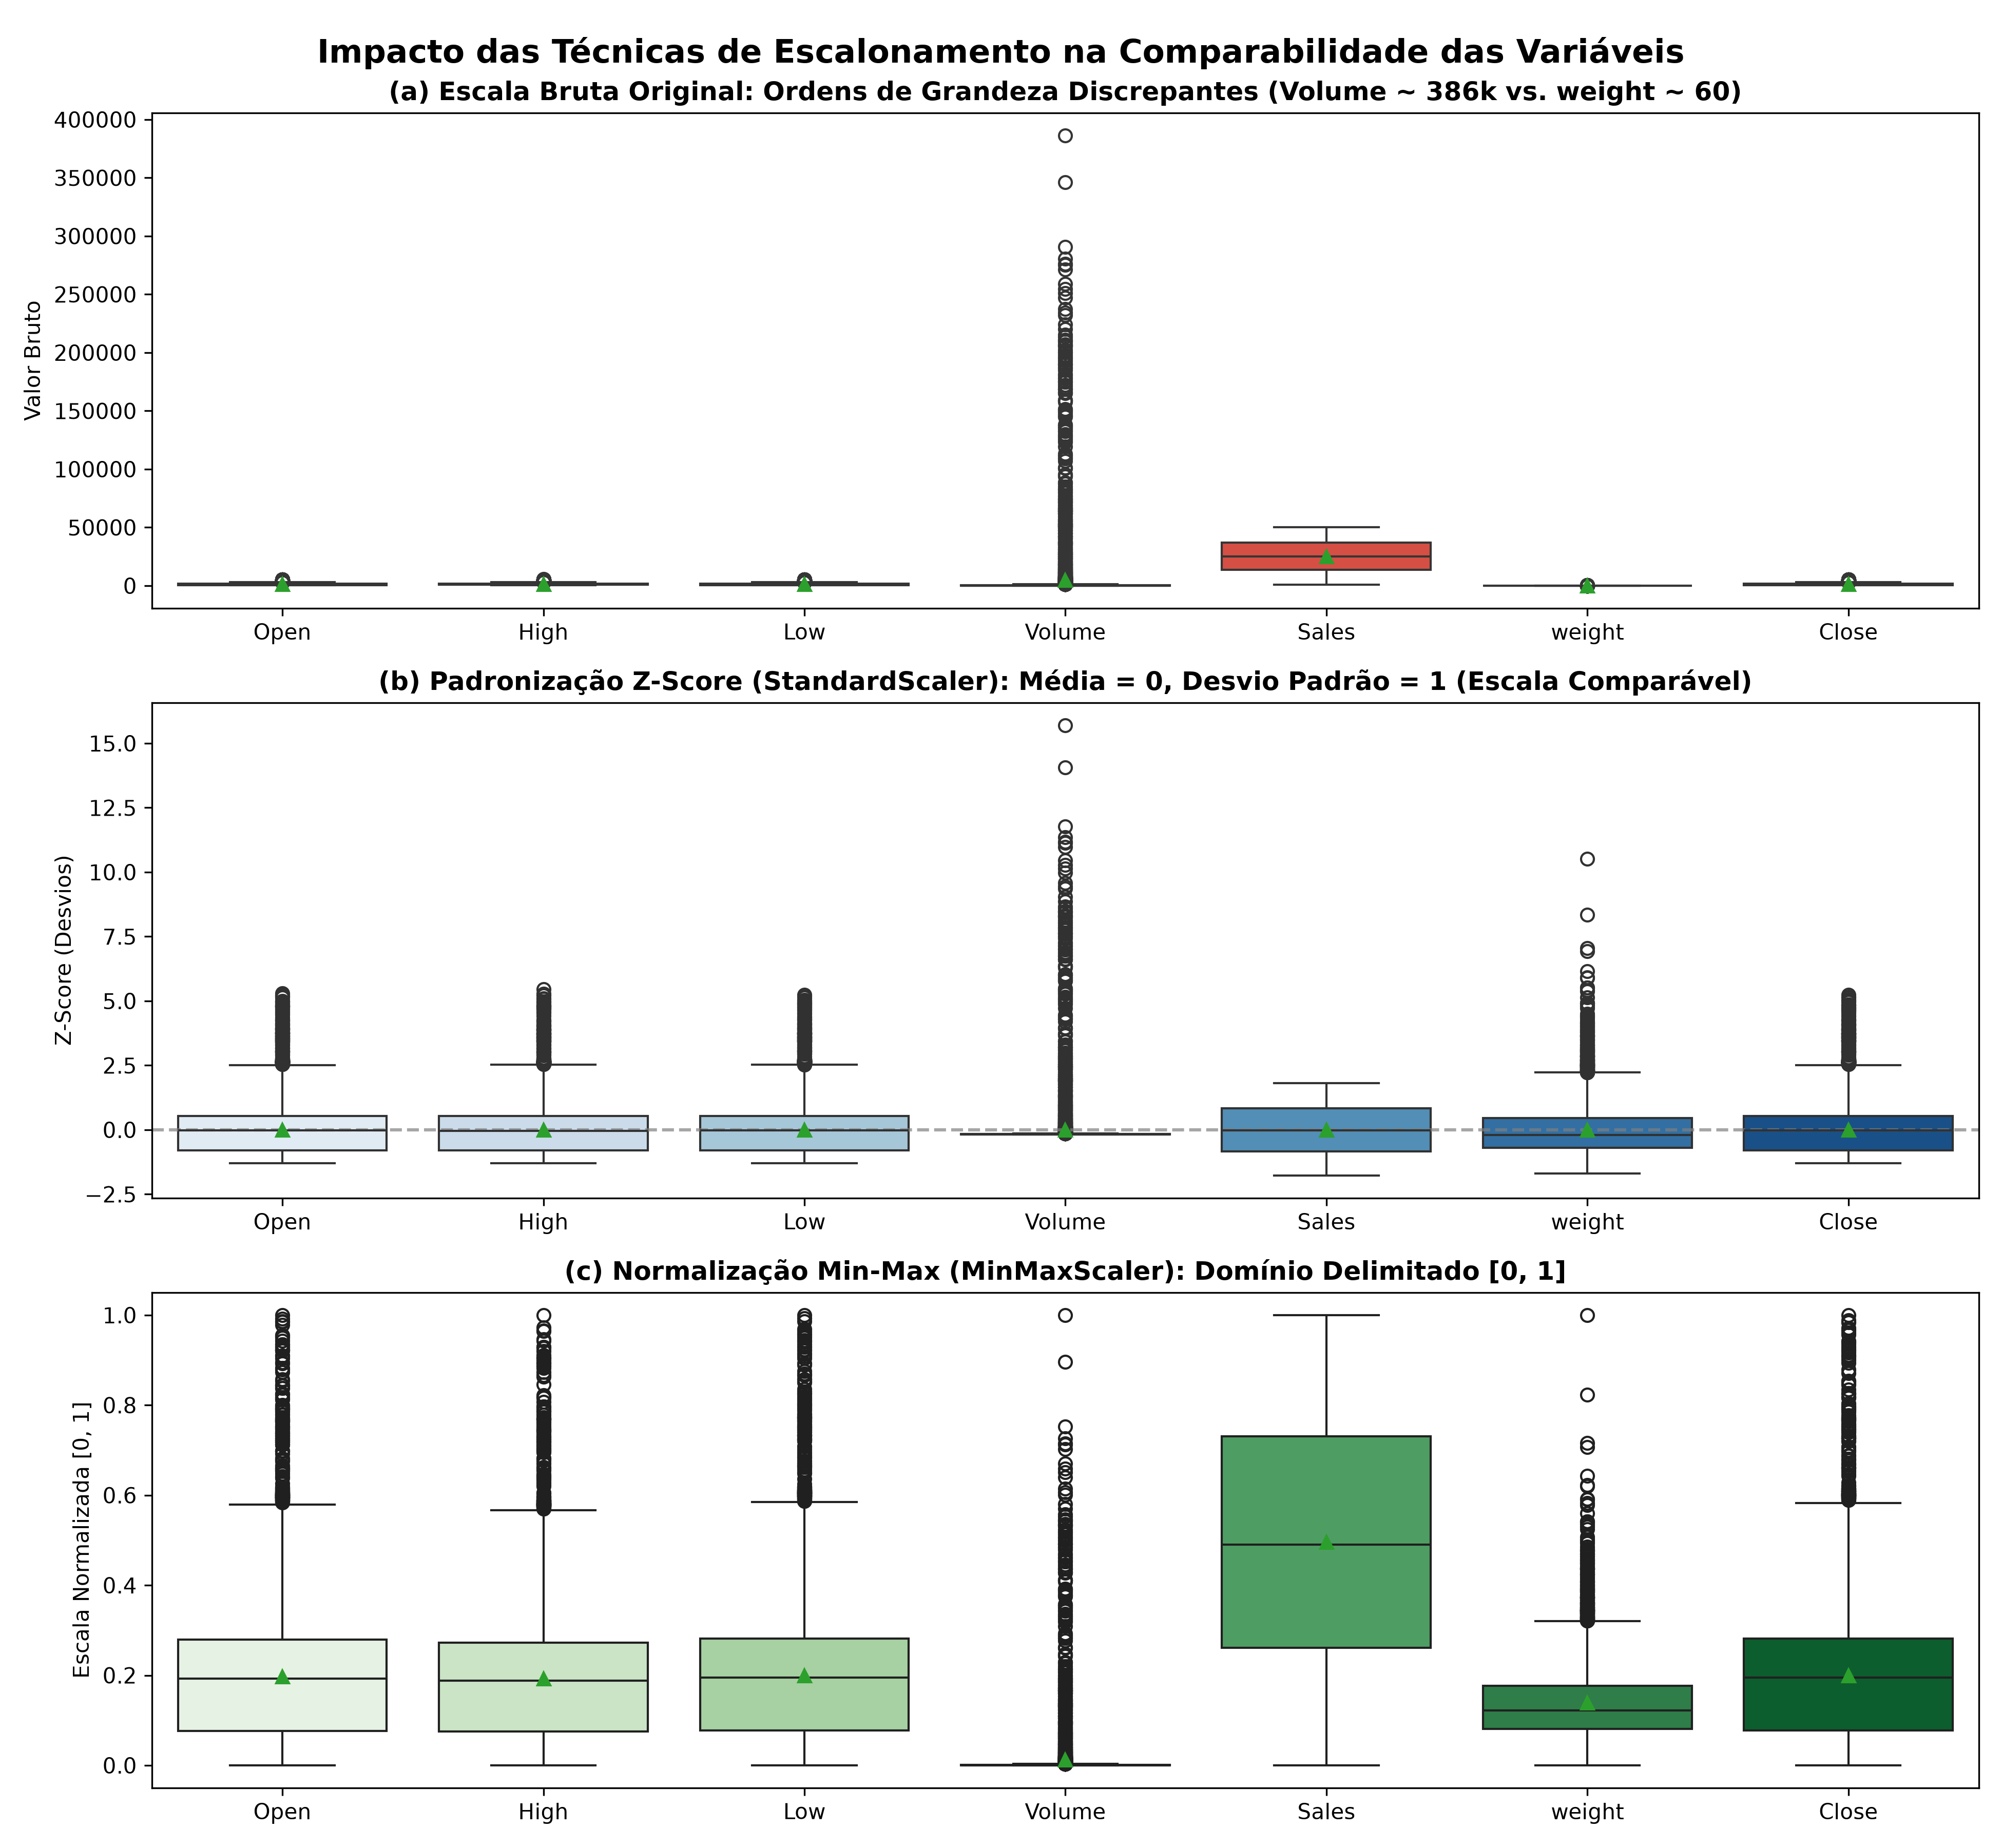 Impacto das Técnicas de Escalonamento na Comparabilidade das Variáveis
(a) Escala Bruta Original: Ordens de Grandeza Discrepantes (Volume ~ 386k vs. weight ~ 60)
400000
350000
300000
250000
200000
150000
100000
50000
0
Valor Bruto
Open High Low Volume Sales weight Close
(b) Padronização Z-Score (StandardScaler): Média = 0, Desvio Padrão = 1 (Escala Comparável)
15.0
12.5
10.0
7.5
5.0
2.5
0.0
−2.5
Z-Score (Desvios)
Open High Low Volume Sales weight Close
(c) Normalização Min-Max (MinMaxScaler): Domínio Delimitado [0, 1]
1.0
0.8
0.6
0.4
0.2
0.0
Escala Normalizada [0, 1]
Open High Low Volume Sales weight Close